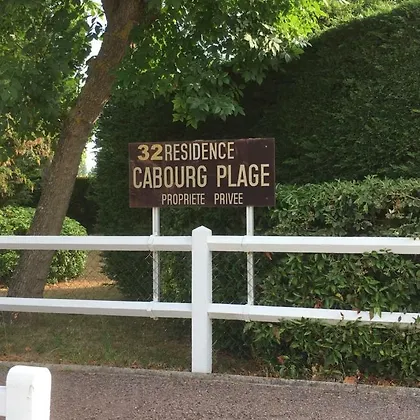 32 RESIDENCE
CABOURG PLAGE
PROPRIETE PRIVEE